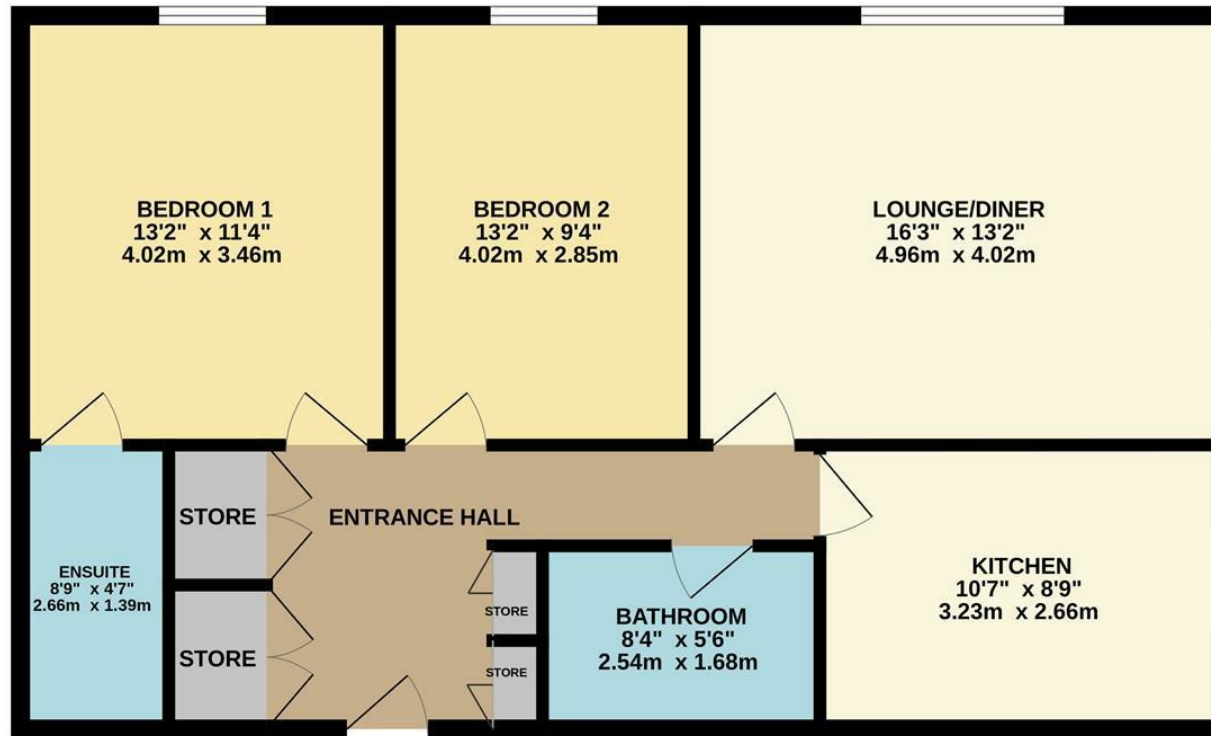 BEDROOM 1
13'2" x 11'4"
4.02m x 3.46m
BEDROOM 2
13'2" x 9'4"
4.02m x 2.85m
LOUNGE/DINER
16'3" x 13'2"
4.96m x 4.02m
STORE
ENTRANCE HALL
ENSUITE
8'9" x 4'7"
2.66m x 1.39m
STORE
STORE
STORE
BATHROOM
8'4" x 5'6"
2.54m x 1.68m
KITCHEN
10'7" x 8'9"
3.23m x 2.66m